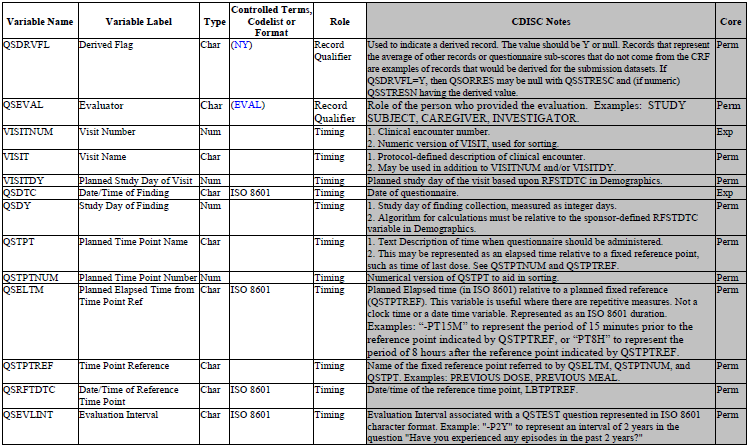 Variable Name Variable Label Type Controlled Terms, Codelist or Format Role CDISC Notes Core
QSDRVFL Derived Flag Char (NY) Record Qualifier Used to indicate a derived record. The value should be Y or null. Records that represent Perm
the average of other records or questionnaire sub-scores that do not come from the CRF
are examples of records that would be derived for the submission datasets. If
QSDRVFL=Y, then QSORRES may be null with QSSTRESC and (if numeric)
QSSTRESN having the derived value.
QSEVAL Evaluator Char (EVAL) Record Qualifier Role of the person who provided the evaluation. Examples: STUDY Perm
SUBJECT, CAREGIVER, INVESTIGATOR.
VISITNUM Visit Number Num Timing 1. Clinical encounter number. Exp
2. Numeric version of VISIT, used for sorting.
VISIT Visit Name Char Timing 1. Protocol-defined description of clinical encounter. Perm
2. May be used in addition to VISITNUM and/or VISITDY.
VISITDY Planned Study Day of Visit Num Timing Planned study day of the visit based upon RFSTDTC in Demographics. Perm
QSDTC Date/Time of Finding Char ISO 8601 Timing Date of questionnaire. Exp
QSDY Study Day of Finding Num Timing 1. Study day of finding collection, measured as integer days. Perm
2. Algorithm for calculations must be relative to the sponsor-defined RFSTDTC
variable in Demographics.
QSTPT Planned Time Point Name Char Timing 1. Text Description of time when questionnaire should be administered. Perm
2. This may be represented as an elapsed time relative to a fixed reference point,
such as time of last dose. See QSTPTNUM and QSTPTREF.
QSTPTNUM Planned Time Point Number Num Timing Numerical version of QSTPT to aid in sorting. Perm
QSELTM Planned Elapsed Time from Time Point Ref Char ISO 8601 Timing Planned Elapsed time (in ISO 8601) relative to a planned fixed reference Perm
(QSTPTREF). This variable is useful where there are repetitive measures. Not a
clock time or a date time variable. Represented as an ISO 8601 duration.
Examples: “-PT15M” to represent the period of 15 minutes prior to the
reference point indicated by QSTPTREF, or “PT8H” to represent the
period of 8 hours after the reference point indicated by QSTPTREF.
QSTPTREF Time Point Reference Char Timing Name of the fixed reference point referred to by QSELTM, QSTPTNUM, and Perm
QSTPT. Examples: PREVIOUS DOSE, PREVIOUS MEAL.
QSRFTDTC Date/Time of Reference Time Point Char ISO 8601 Timing Date/time of the reference time point, LBTPTREF. Perm
QSEVLINT Evaluation Interval Char ISO 8601 Timing Evaluation Interval associated with a QSTEST question represented in ISO 8601 Perm
character format. Example: "-P2Y" to represent an interval of 2 years in the
question "Have you experienced any episodes in the past 2 years?"